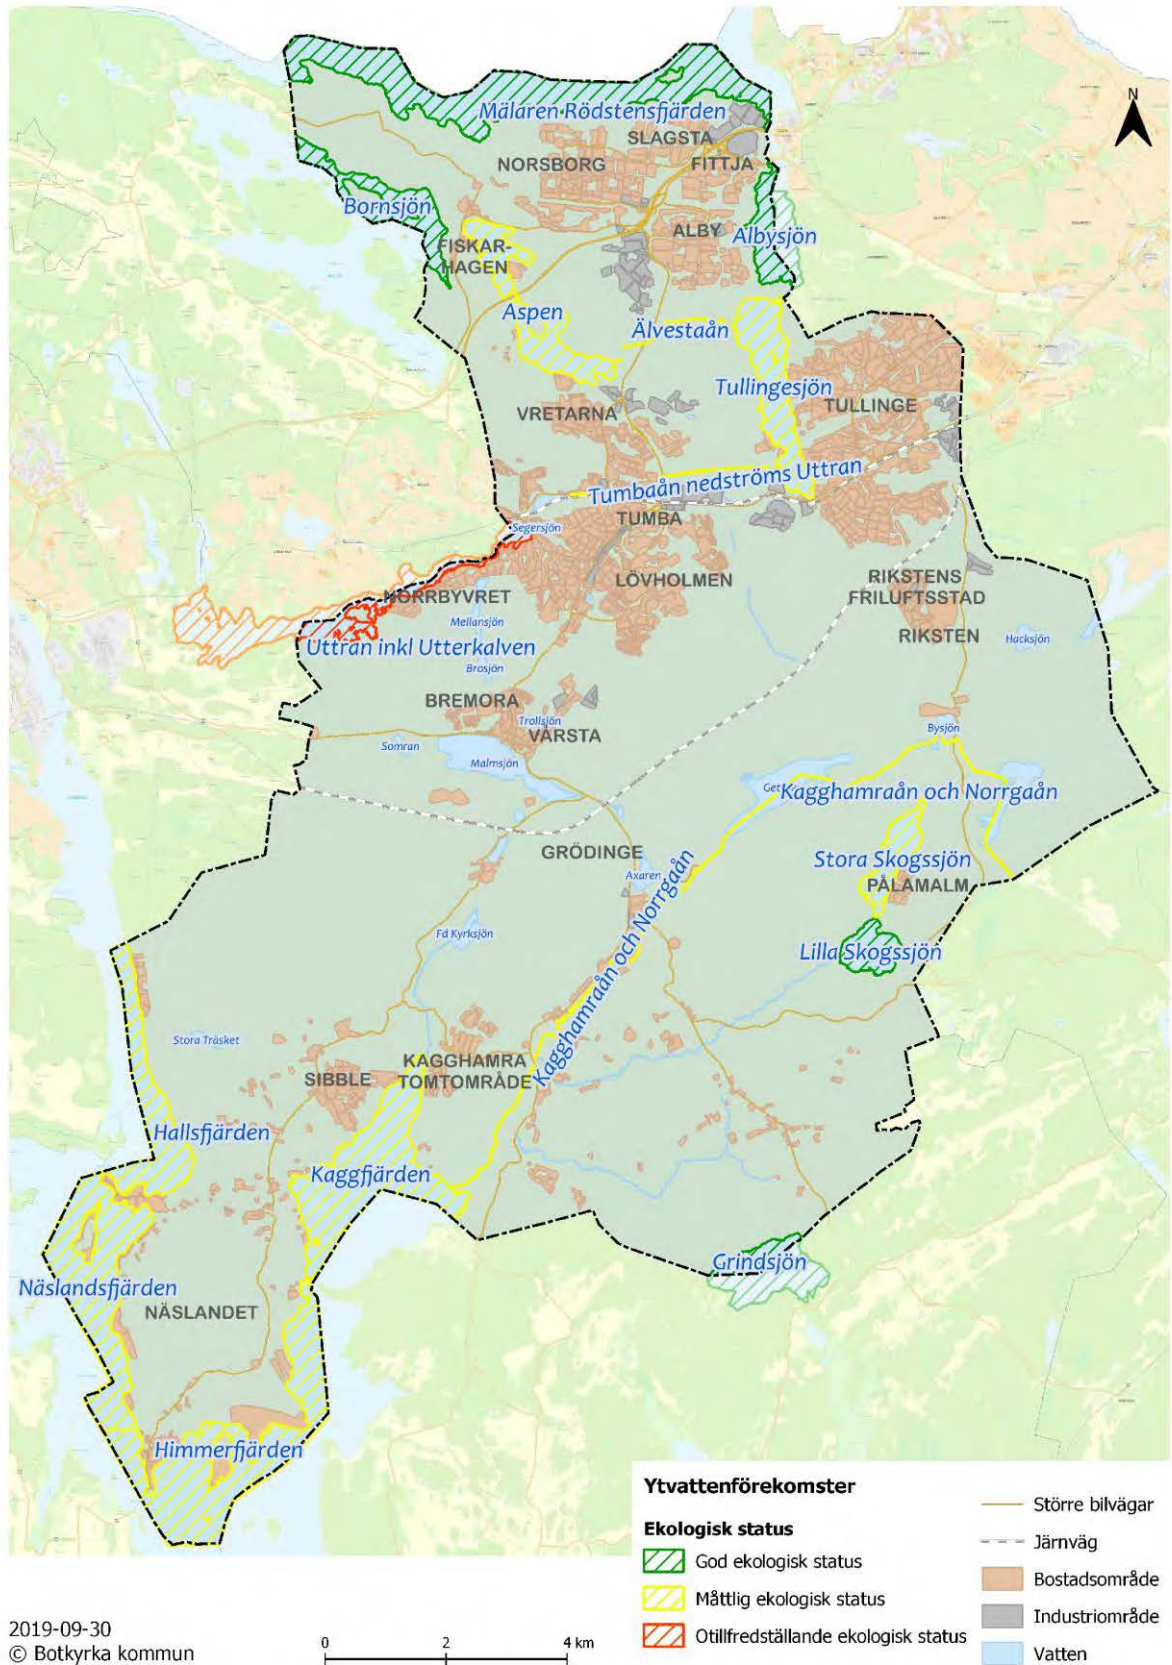 N
Mälaren Rödstensfjärden
SLAGSTA
NORSBORG
FITTJA
Bornsjön
ALBY
Albysjön
FISKAR-
HAGEN
Aspen
Älvestaån
Tullingesjön
VRETARNA
TULLINGE
Tumbaån nedströms Uttran
TUMBA
Segersjön
LÖVHOLMEN
RIKSTENS
FRILUFTSSTAD
NORRBYVRET
Mellansjön
RIKSTEN
Hacksjön
Uttran inkl Utterkalven
Brosjön
BREMORA
Trollsjön
VÅRSTA
Bysjön
Somran
Malmsjön
Get
Kagghamraån och Norrgaån
GRÖDINGE
Stora Skogssjön
Axaren
PÅLAMALM
Kagghamraån och Norrgaån
Fd Kyrksjön
Lilla Skogssjön
Stora Träsket
KAGGHAMRA
TOMTOMRÅDE
SIBBLE
Hallsfjärden
Kaggfjärden
Grindsjön
Näslandsfjärden
NÄSLANDET
Himmerfjärden
Ytvattenförekomster
Ekologisk status
God ekologisk status
Måttlig ekologisk status
Otillfredställande ekologisk status
Större bilvägar
Järnväg
Bostadsområde
Industriområde
Vatten
2019-09-30
© Botkyrka kommun
0 2 4 km